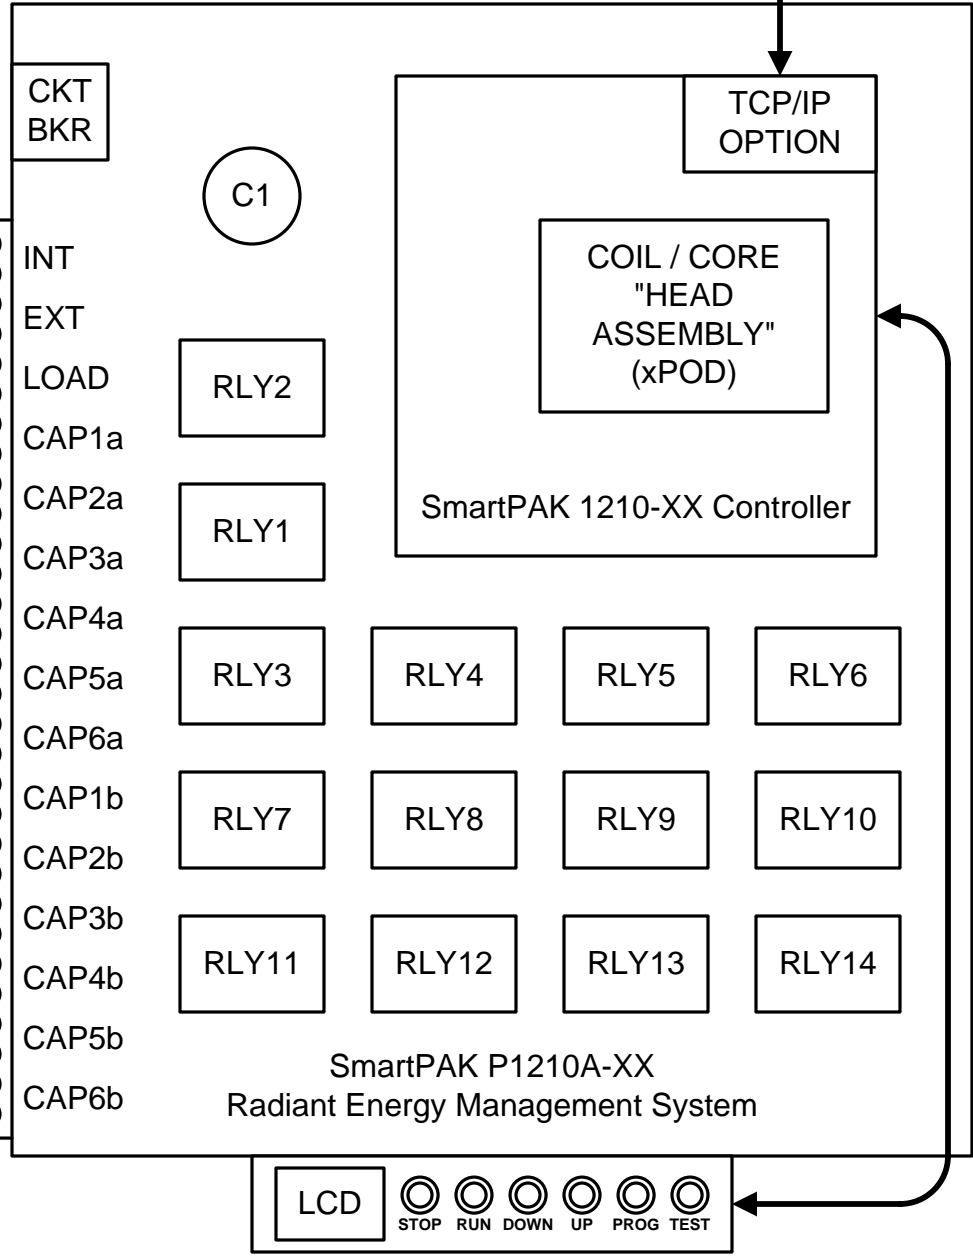 CKT
BKR
C1
TCP/IP
OPTION
COIL / CORE
"HEAD
ASSEMBLY"
(xPOD)
SmartPAK 1210-XX Controller
INT
EXT
LOAD
CAP1a
CAP2a
CAP3a
CAP4a
CAP5a
CAP6a
CAP1b
CAP2b
CAP3b
CAP4b
CAP5b
CAP6b
RLY2
RLY1
RLY3 RLY4 RLY5 RLY6
RLY7 RLY8 RLY9 RLY10
RLY11 RLY12 RLY13 RLY14
SmartPAK P1210A-XX
Radiant Energy Management System
LCD
STOP RUN DOWN UP PROG TEST